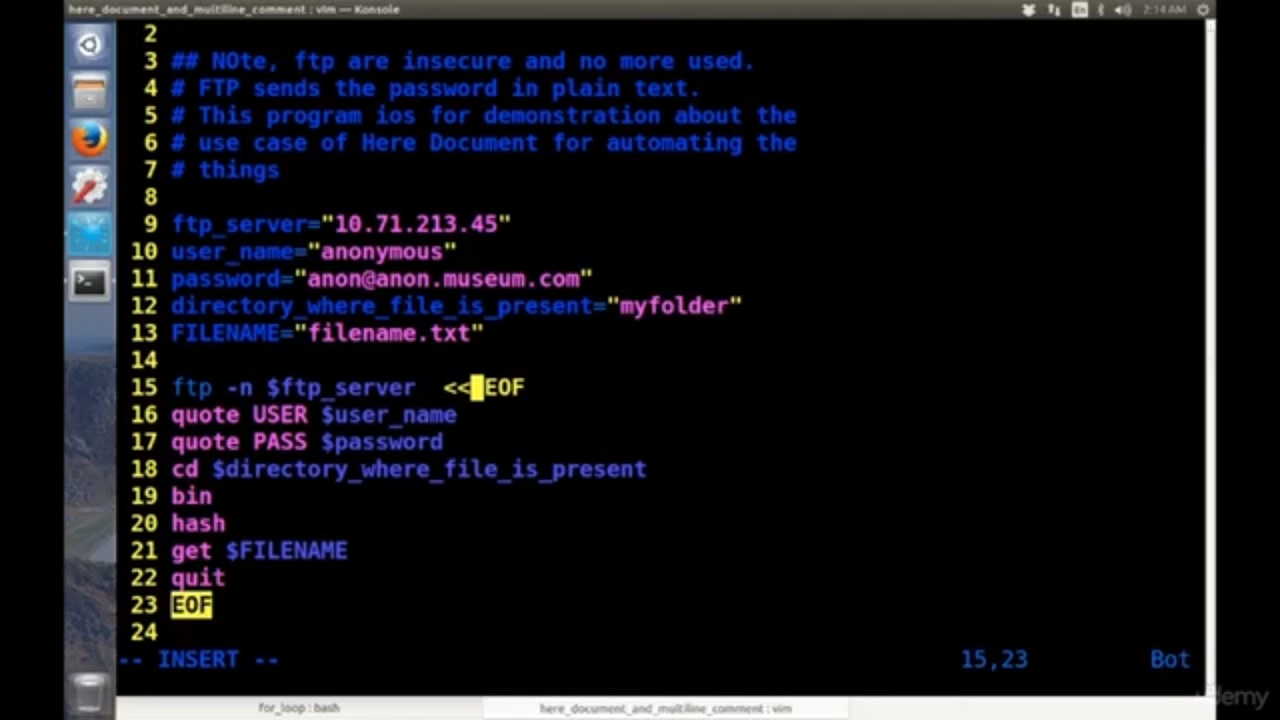 here_document_and_multiline_comment : vim — Konsole
En 2:14 AM
2
3 ## NOte, ftp are insecure and no more used.
4 # FTP sends the password in plain text.
5 # This program ios for demonstration about the
6 # use case of Here Document for automating the
7 # things
8
9 ftp_server="10.71.213.45"
10 user_name="anonymous"
11 password="anon@anon.museum.com"
12 directory_where_file_is_present="myfolder"
13 FILENAME="filename.txt"
14
15 ftp -n $ftp_server  << EOF
16 quote USER $user_name
17 quote PASS $password
18 cd $directory_where_file_is_present
19 bin
20 hash
21 get $FILENAME
22 quit
23 EOF
24
-- INSERT -- 15,23 Bot
for_loop : bash
here_document_and_multiline_comment : vim